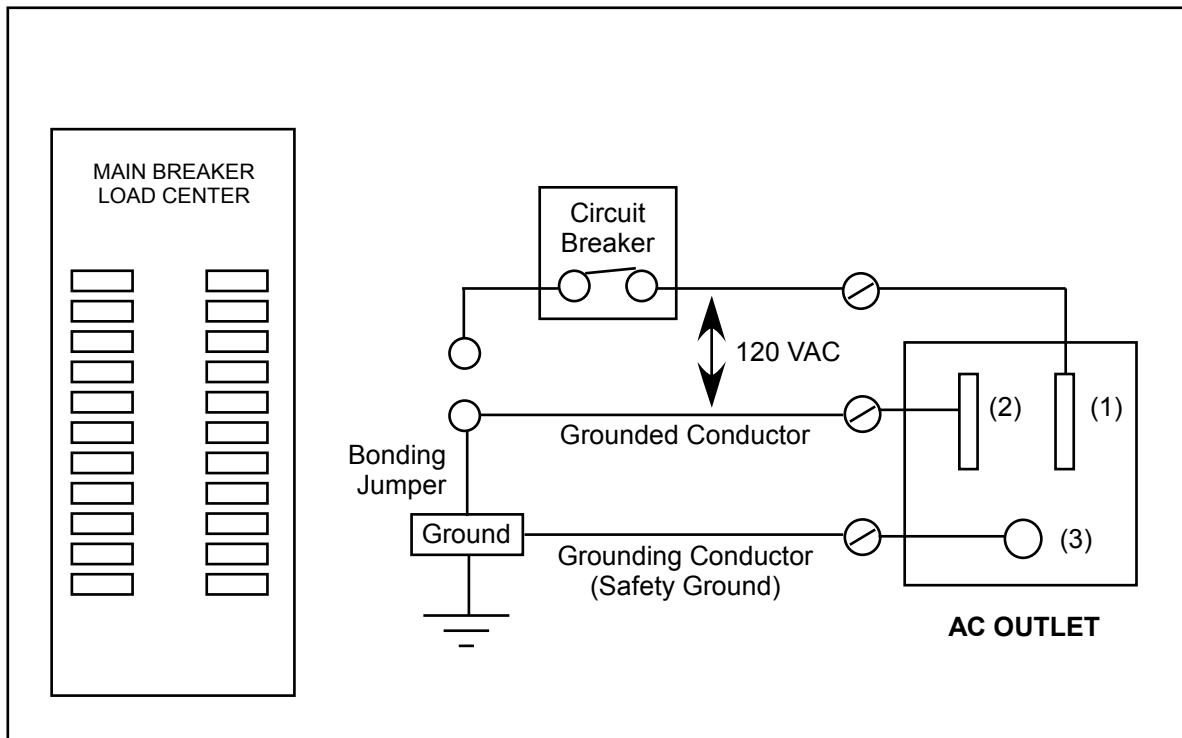 MAIN BREAKER
LOAD CENTER
Circuit
Breaker
120 VAC
(2)
(1)
Grounded Conductor
Bonding
Jumper
Ground
(3)
Grounding Conductor
(Safety Ground)
AC OUTLET